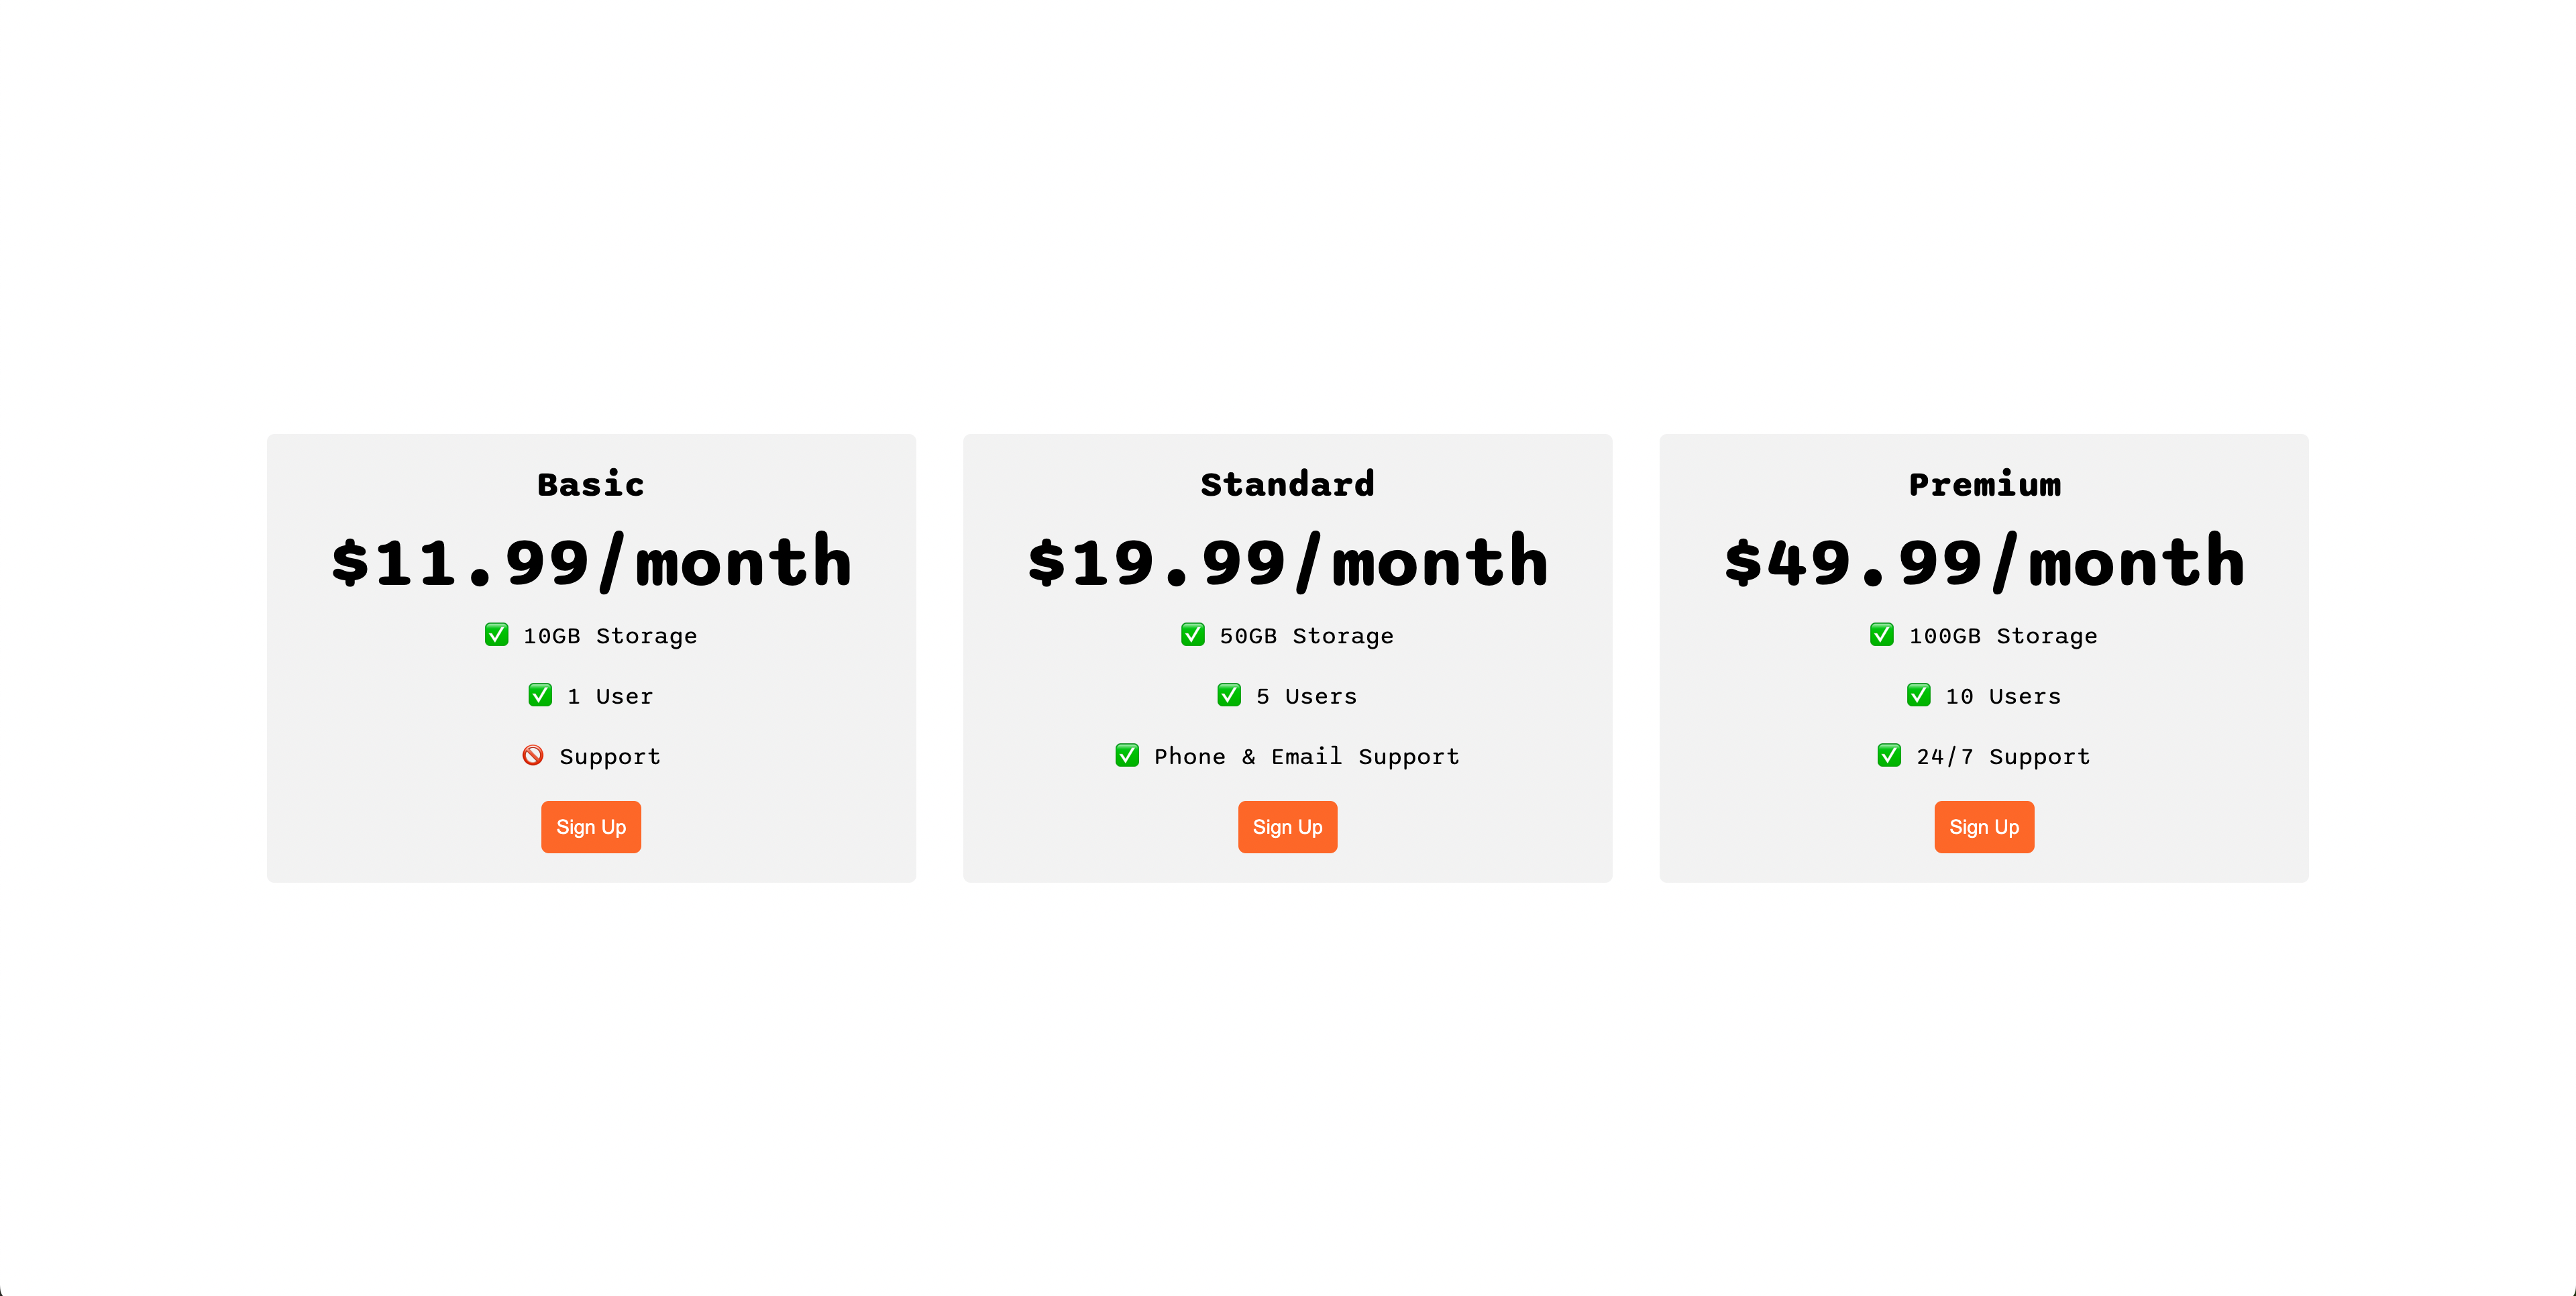 Basic
$11.99/month
✅ 10GB Storage
✅ 1 User
🚫 Support
Sign Up
Standard
$19.99/month
✅ 50GB Storage
✅ 5 Users
✅ Phone & Email Support
Sign Up
Premium
$49.99/month
✅ 100GB Storage
✅ 10 Users
✅ 24/7 Support
Sign Up